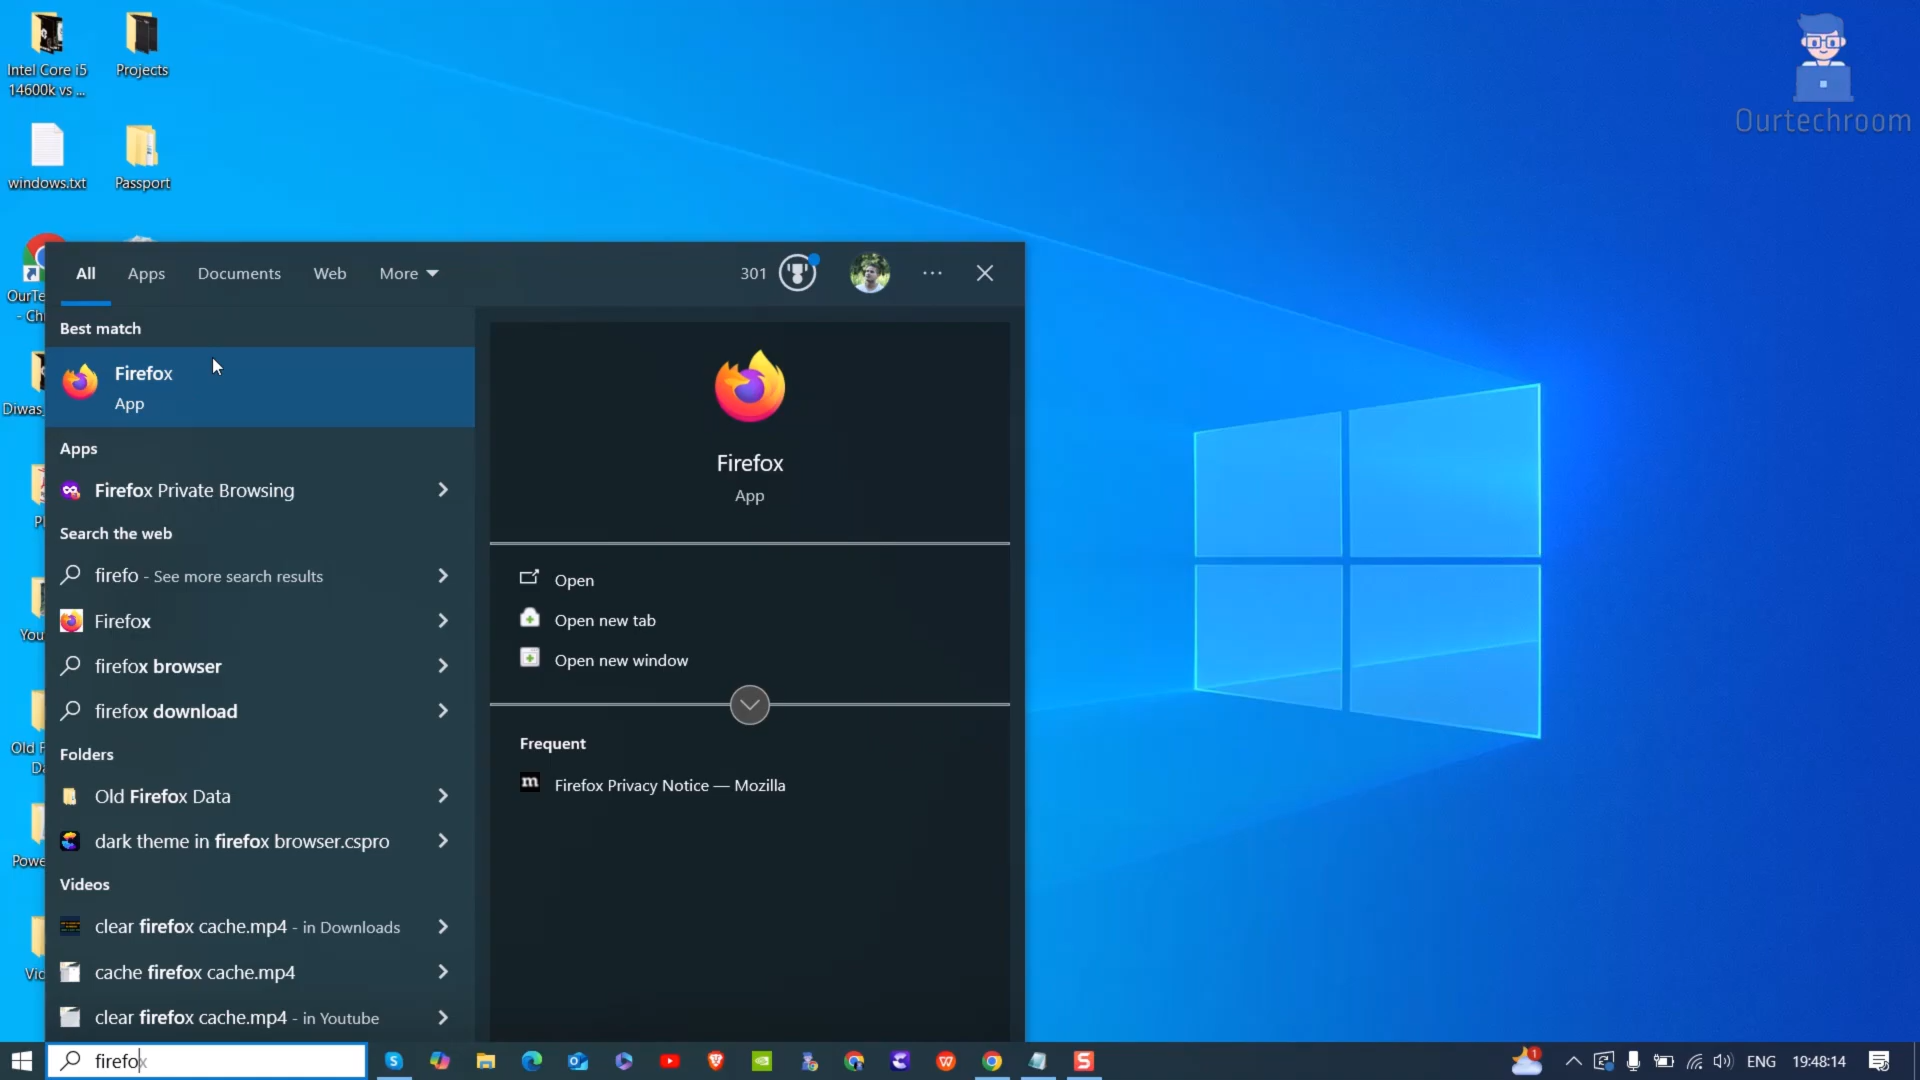 Intel Core i5
14600k vs ...
Projects
windows.txt
Passport
Ourtechroom
All
Apps
Documents
Web
More
301
Best match
Firefox
App
Apps
Firefox Private Browsing
Search the web
firefo - See more search results
Firefox
firefox browser
firefox download
Folders
Old Firefox Data
dark theme in firefox browser.cspro
Videos
clear firefox cache.mp4 - in Downloads
cache firefox cache.mp4
clear firefox cache.mp4 - in Youtube
Firefox
App
Open
Open new tab
Open new window
Frequent
m
Firefox Privacy Notice — Mozilla
firefox
1
ENG
19:48:14